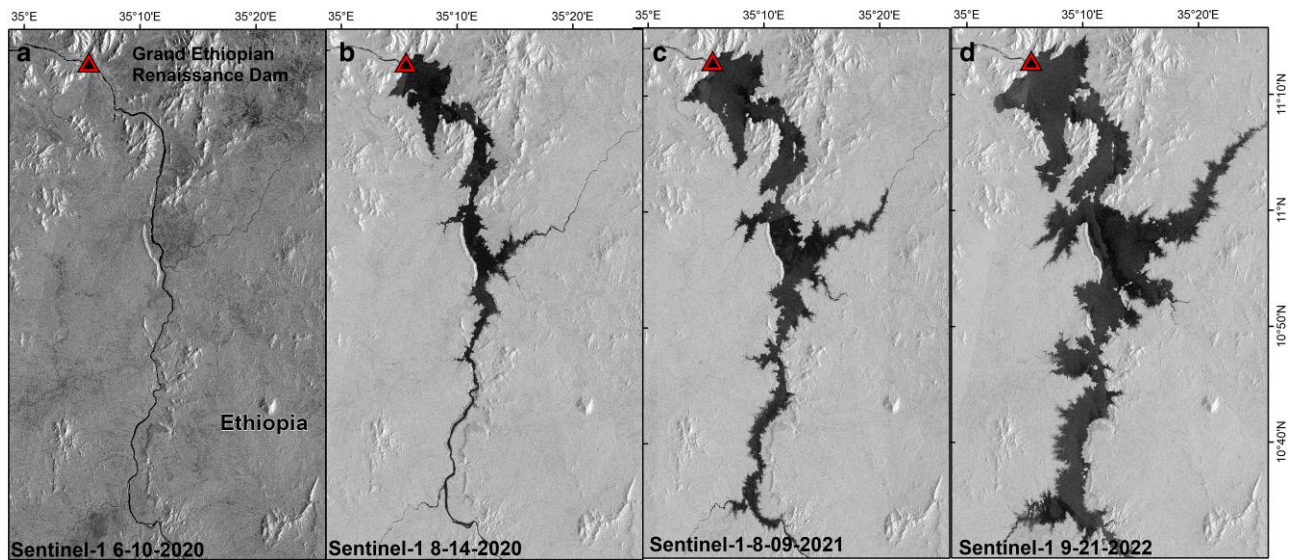 35°E 35°10'E 35°20'E 35°E 35°10'E 35°20'E 35°E 35°10'E 35°20'E 35°E 35°10'E 35°20'E
a
Grand Ethiopian
Renaissance Dam
b
c
d
11°10'N
11°N
10°50'N
10°40'N
Ethiopia
Sentinel-1 6-10-2020
Sentinel-1 8-14-2020
Sentinel-1-8-09-2021
Sentinel-1 9-21-2022